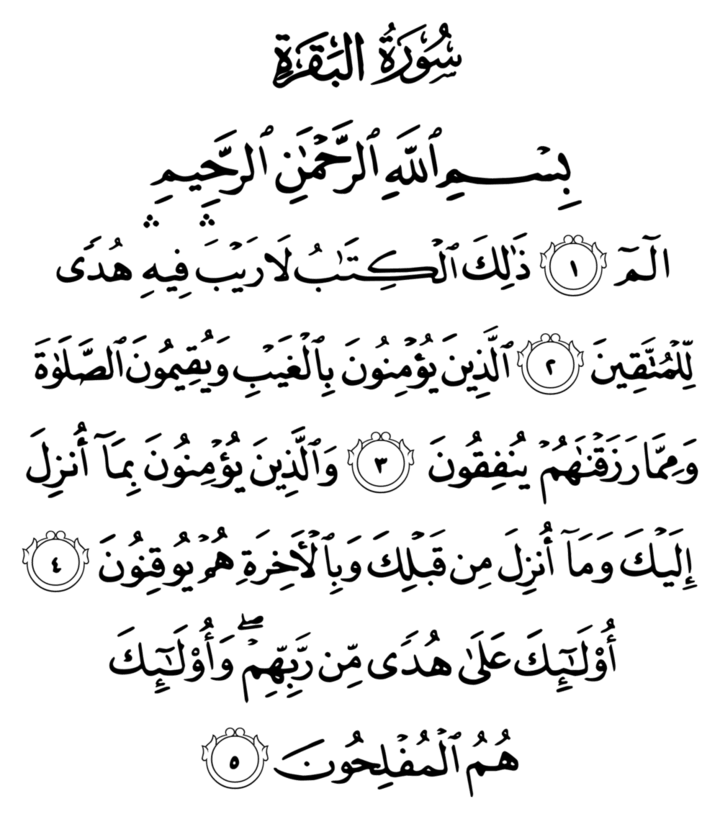 سُورَةُ البَقَرَةِ
بِسۡمِ ٱللَّهِ ٱلرَّحۡمَٰنِ ٱلرَّحِيمِ
الٓمٓ ١ ذَٰلِكَ ٱلۡكِتَٰبُ لَا رَيۡبَۛ فِيهِۛ هُدٗى
لِّلۡمُتَّقِينَ ٢ ٱلَّذِينَ يُؤۡمِنُونَ بِٱلۡغَيۡبِ وَيُقِيمُونَ ٱلصَّلَوٰةَ
وَمِمَّا رَزَقۡنَٰهُمۡ يُنفِقُونَ ٣ وَٱلَّذِينَ يُؤۡمِنُونَ بِمَآ أُنزِلَ
إِلَيۡكَ وَمَآ أُنزِلَ مِن قَبۡلِكَ وَبِٱلۡأٓخِرَةِ هُمۡ يُوقِنُونَ ٤
أُوْلَٰٓئِكَ عَلَىٰ هُدٗى مِّن رَّبِّهِمۡۖ وَأُوْلَٰٓئِكَ
هُمُ ٱلۡمُفۡلِحُونَ ٥